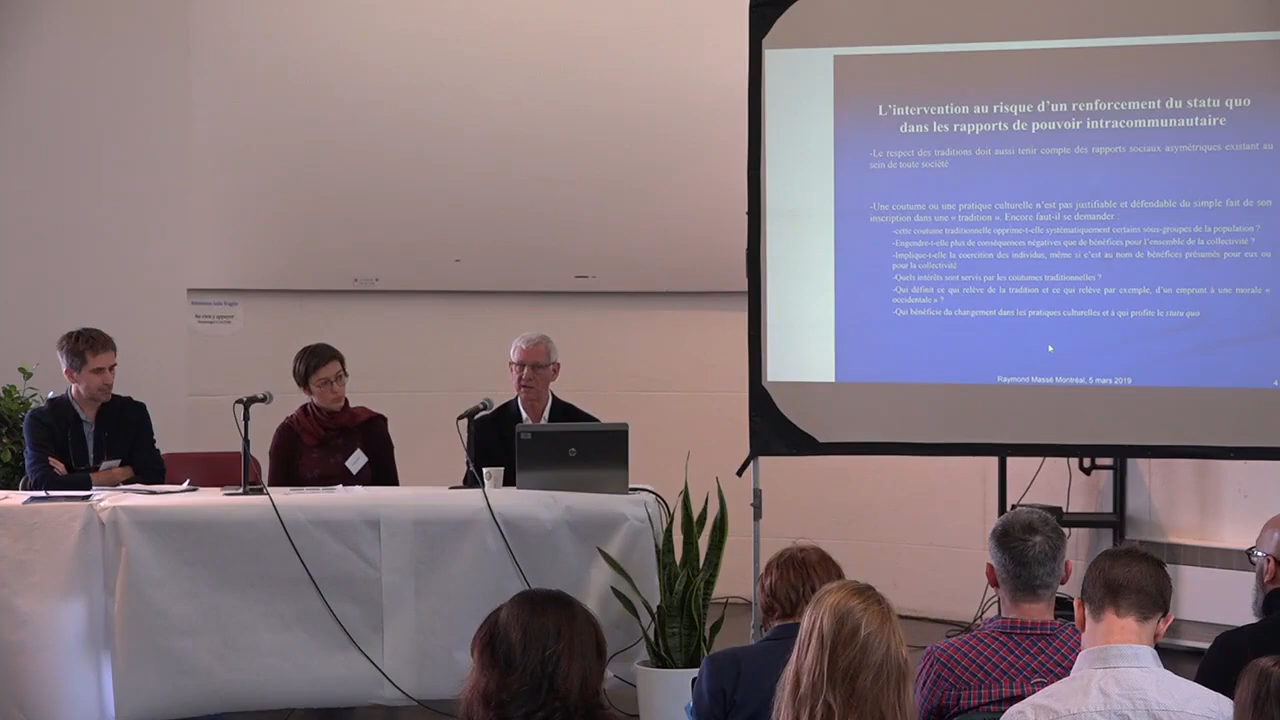 L'intervention au risque d'un renforcement du statu quo
dans les rapports de pouvoir intracommunautaire
-Le respect des traditions doit aussi tenir compte des rapports sociaux asymétriques existant au
sein de toute société
-Une coutume ou une pratique culturelle n'est pas justifiable et défendable du simple fait de son
inscription dans une « tradition ». Encore faut-il se demander :
-cette coutume traditionnelle opprime-t-elle systématiquement certains sous-groupes de la population ?
-Engendre-t-elle plus de conséquences négatives que de bénéfices pour l'ensemble de la collectivité ?
-Implique-t-elle la coercition des individus, même si c'est au nom de bénéfices présumés pour eux ou
pour la collectivité
-Quels intérêts sont servis par les coutumes traditionnelles ?
-Qui définit ce qui relève de la tradition et ce qui relève par exemple, d'un emprunt à une morale «
occidentale » ?
-Qui bénéficie du changement dans les pratiques culturelles et à qui profite le statu quo
Raymond Massé Montréal, 5 mars 2019
4
Ne rien y appuyer
hp